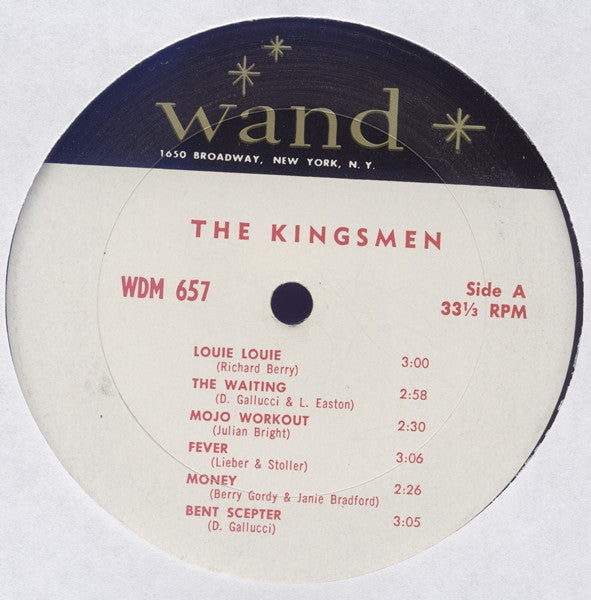 wand
1650 BROADWAY, NEW YORK, N. Y.
THE KINGSMEN
WDM 657
Side A
33⅓ RPM
LOUIE LOUIE 3:00
(Richard Berry)
THE WAITING 2:58
(D. Gallucci & L. Easton)
MOJO WORKOUT 2:30
(Julian Bright)
FEVER 3:06
(Lieber & Stoller)
MONEY 2:26
(Berry Gordy & Janie Bradford)
BENT SCEPTER 3:05
(D. Gallucci)